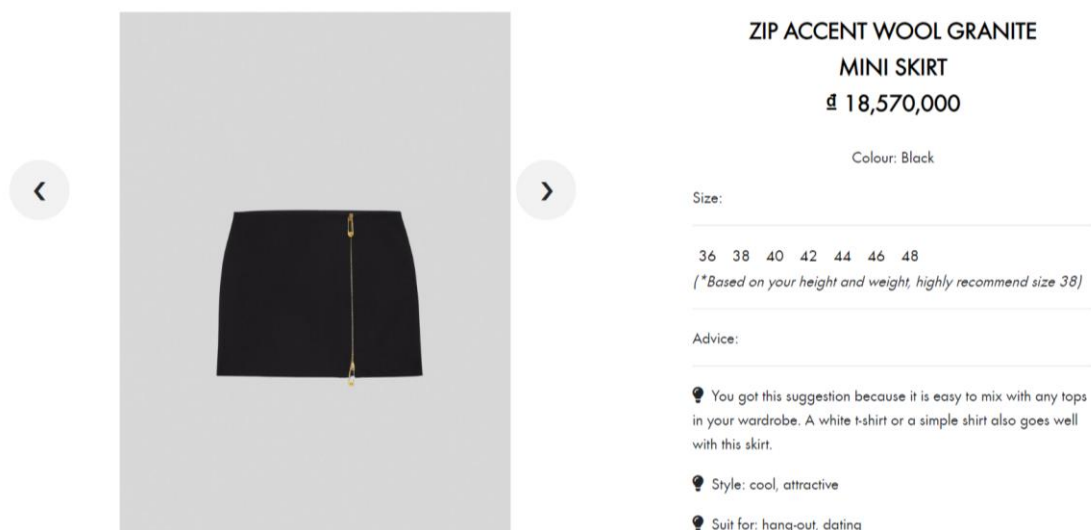 ZIP ACCENT WOOL GRANITE
MINI SKIRT
₫ 18,570,000
Colour: Black
Size:
36 38 40 42 44 46 48
(*Based on your height and weight, highly recommend size 38)
Advice:
You got this suggestion because it is easy to mix with any tops
in your wardrobe. A white t-shirt or a simple shirt also goes well
with this skirt.
Style: cool, attractive
Suit for: hang-out, dating